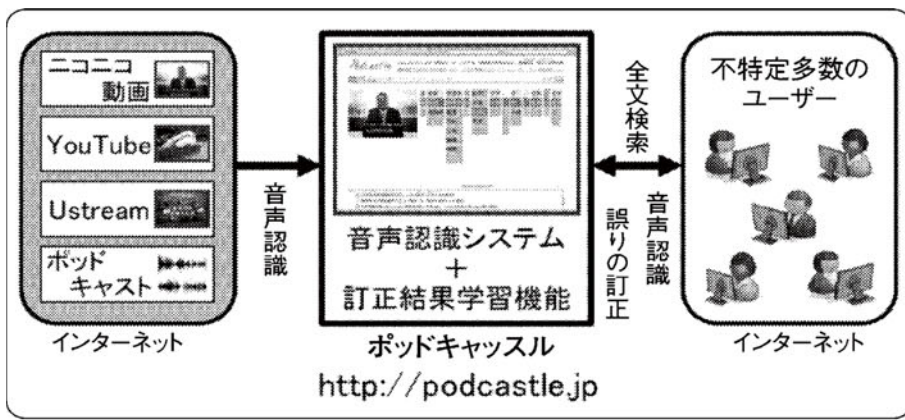 ニコニコ
動画
YouTube
Ustream
ポッド
キャスト
インターネット
音声認識
音声認識システム
+
訂正結果学習機能
ポッドキャッスル
http://podcastle.jp
全文検索
音声認識
誤りの訂正
不特定多数の
ユーザー
インターネット